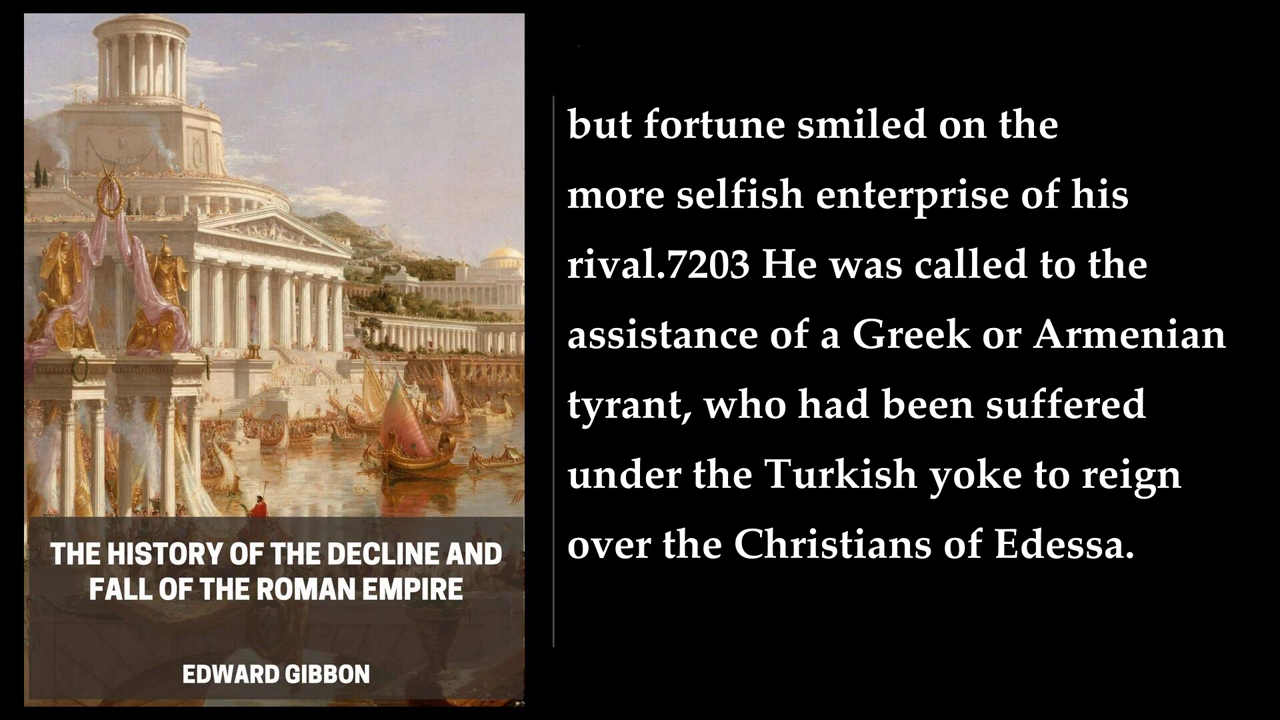 THE HISTORY OF THE DECLINE AND
FALL OF THE ROMAN EMPIRE
EDWARD GIBBON
but fortune smiled on the
more selfish enterprise of his
rival.7203 He was called to the
assistance of a Greek or Armenian
tyrant, who had been suffered
under the Turkish yoke to reign
over the Christians of Edessa.